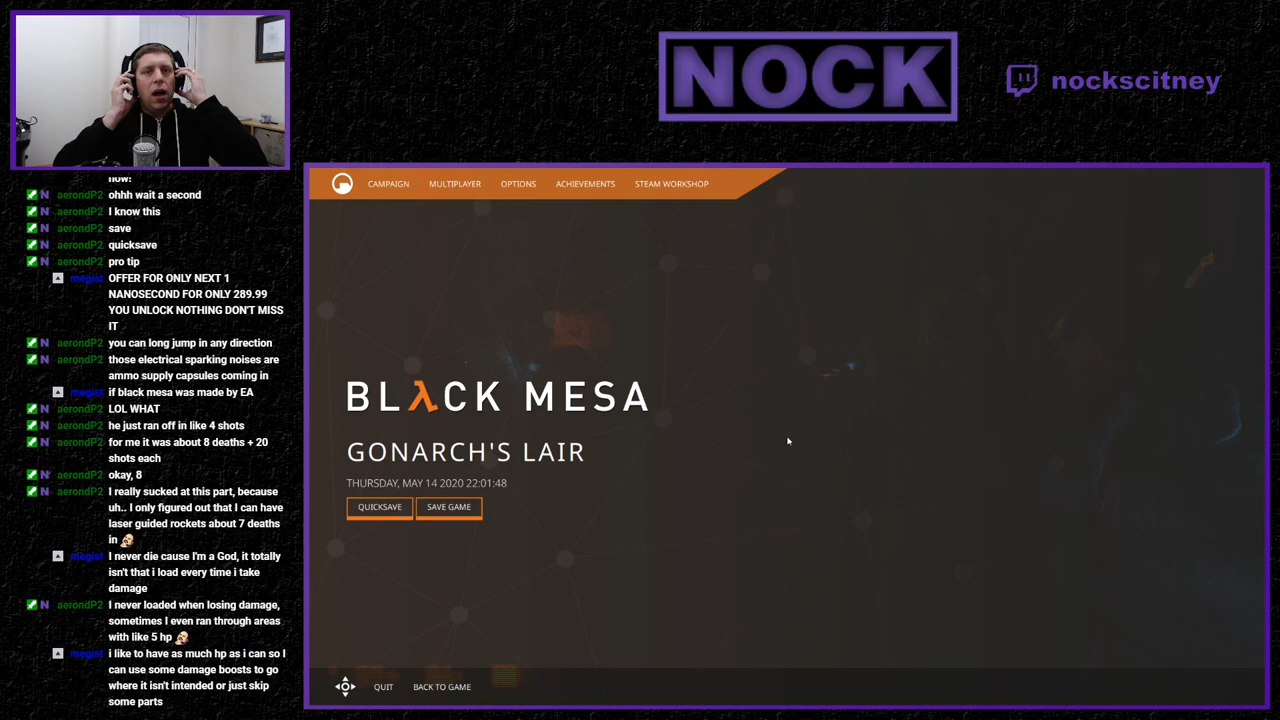 NOCK
nockscitney
now!
aerondP2 ohhh wait a second
aerondP2 I know this
aerondP2 save
aerondP2 quicksave
aerondP2 pro tip
megist OFFER FOR ONLY NEXT 1
NANOSECOND FOR ONLY 289.99
YOU UNLOCK NOTHING DON'T MISS
IT
aerondP2 you can long jump in any direction
aerondP2 those electrical sparking noises are
ammo supply capsules coming in
megist if black mesa was made by EA
aerondP2 LOL WHAT
aerondP2 he just ran off in like 4 shots
aerondP2 for me it was about 8 deaths + 20
shots each
aerondP2 okay, 8
aerondP2 I really sucked at this part, because
uh.. I only figured out that I can have
laser guided rockets about 7 deaths
in
megist I never die cause I'm a God, it totally
isn't that i load every time i take
damage
aerondP2 I never loaded when losing damage,
sometimes I even ran through areas
with like 5 hp
megist i like to have as much hp as i can so I
can use some damage boosts to go
where it isn't intended or just skip
some parts
CAMPAIGN MULTIPLAYER OPTIONS ACHIEVEMENTS STEAM WORKSHOP
BLλCK MESA
GONARCH'S LAIR
THURSDAY, MAY 14 2020 22:01:48
QUICKSAVE SAVE GAME
QUIT BACK TO GAME